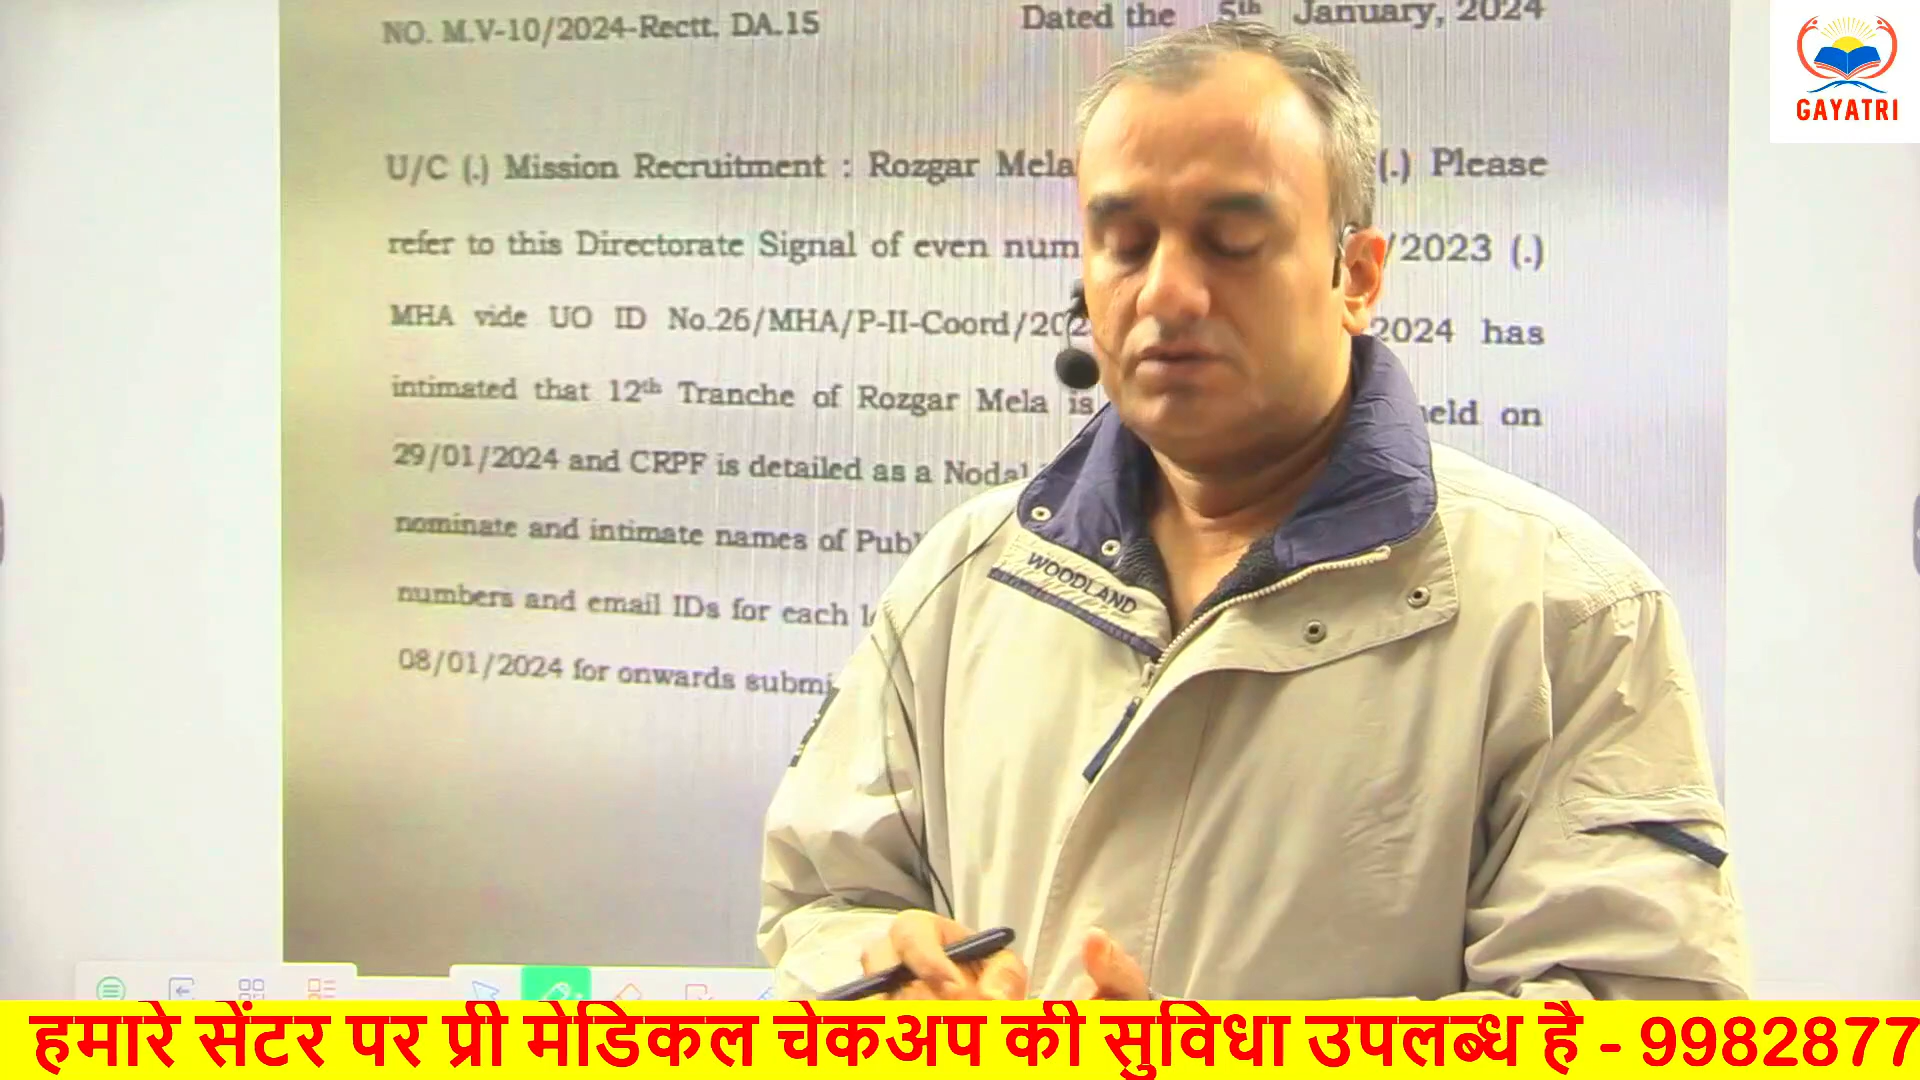 NO. M.V-10/2024-Rectt. DA.15 Dated the 5th January, 2024
GAYATRI
U/C (.) Mission Recruitment : Rozgar Mela (.) Please
refer to this Directorate Signal of even num /2023 (.)
MHA vide UO ID No.26/MHA/P-II-Coord/202 2024 has
intimated that 12th Tranche of Rozgar Mela is held on
29/01/2024 and CRPF is detailed as a Nodal
nominate and intimate names of Publ
numbers and email IDs for each l
08/01/2024 for onwards submi
WOODLAND
हमारे सेंटर पर प्री मेडिकल चेकअप की सुविधा उपलब्ध है - 9982877